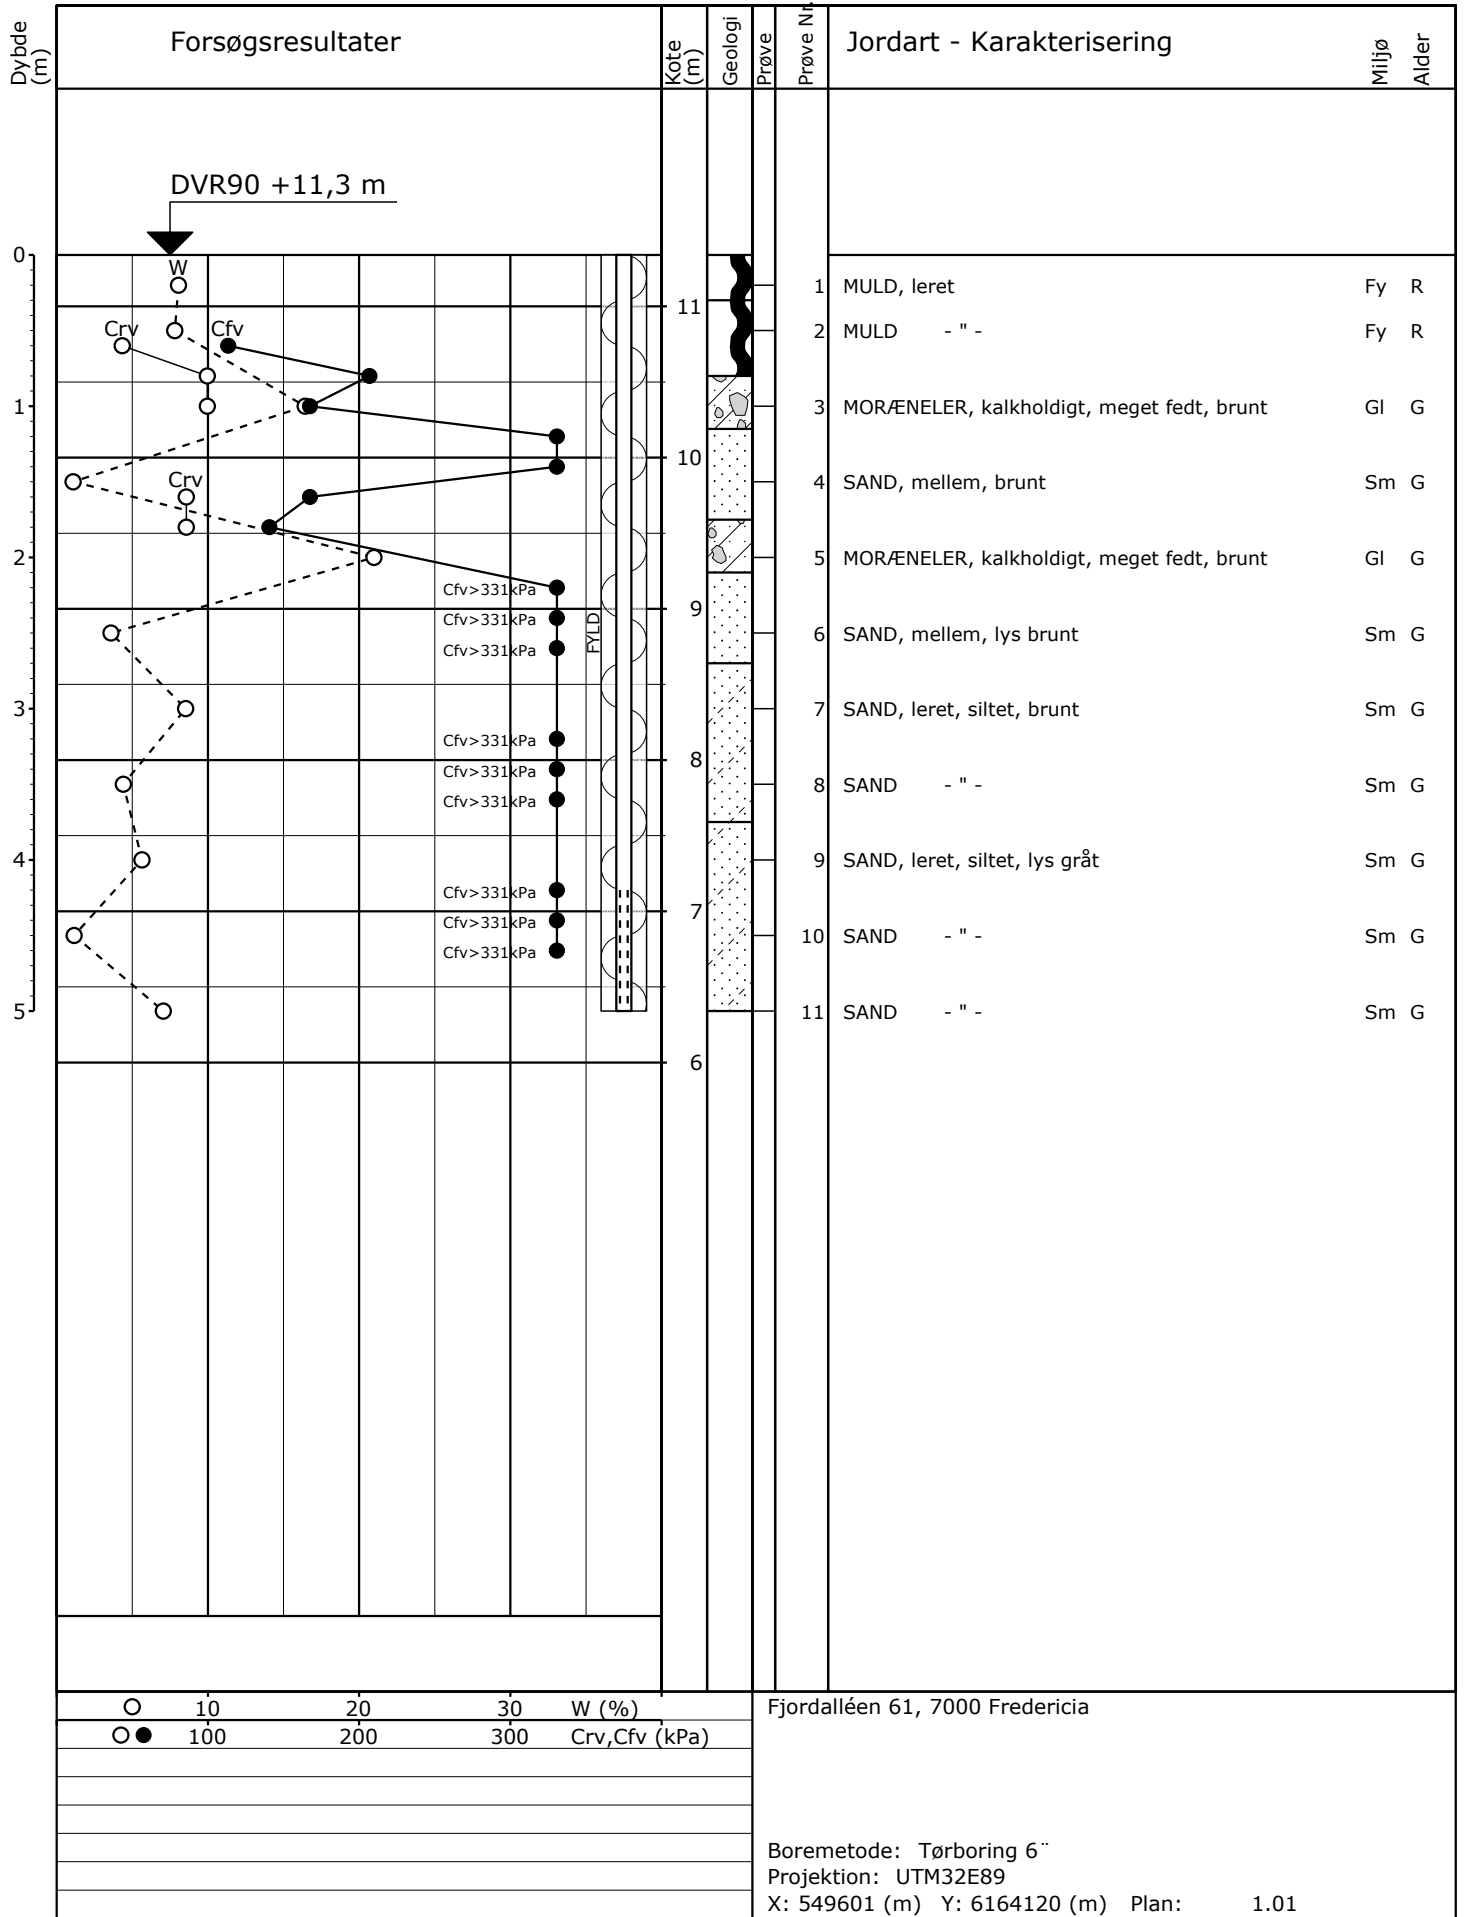 Dybde (m)
Forsøgsresultater
Kote (m)
Geologi
Prøve
Prøve Nr.
Jordart - Karakterisering
Miljø
Alder
DVR90 +11,3 m
0
W
1 MULD, leret Fy R
11
Crv Cfv
2 MULD - " - Fy R
1
3 MORÆNELER, kalkholdigt, meget fedt, brunt Gl G
10
Crv
4 SAND, mellem, brunt Sm G
2
5 MORÆNELER, kalkholdigt, meget fedt, brunt Gl G
Cfv>331kPa
9
Cfv>331kPa
FYLD
6 SAND, mellem, lys brunt Sm G
Cfv>331kPa
3
7 SAND, leret, siltet, brunt Sm G
Cfv>331kPa
8
Cfv>331kPa
8 SAND - " - Sm G
Cfv>331kPa
4
9 SAND, leret, siltet, lys gråt Sm G
Cfv>331kPa
7
Cfv>331kPa
10 SAND - " - Sm G
Cfv>331kPa
5
11 SAND - " - Sm G
6
10 20 30 W (%)
100 200 300 Crv,Cfv (kPa)
Fjordalléen 61, 7000 Fredericia
Boremetode: Tørboring 6¨
Projektion: UTM32E89
X: 549601 (m) Y: 6164120 (m) Plan: 1.01